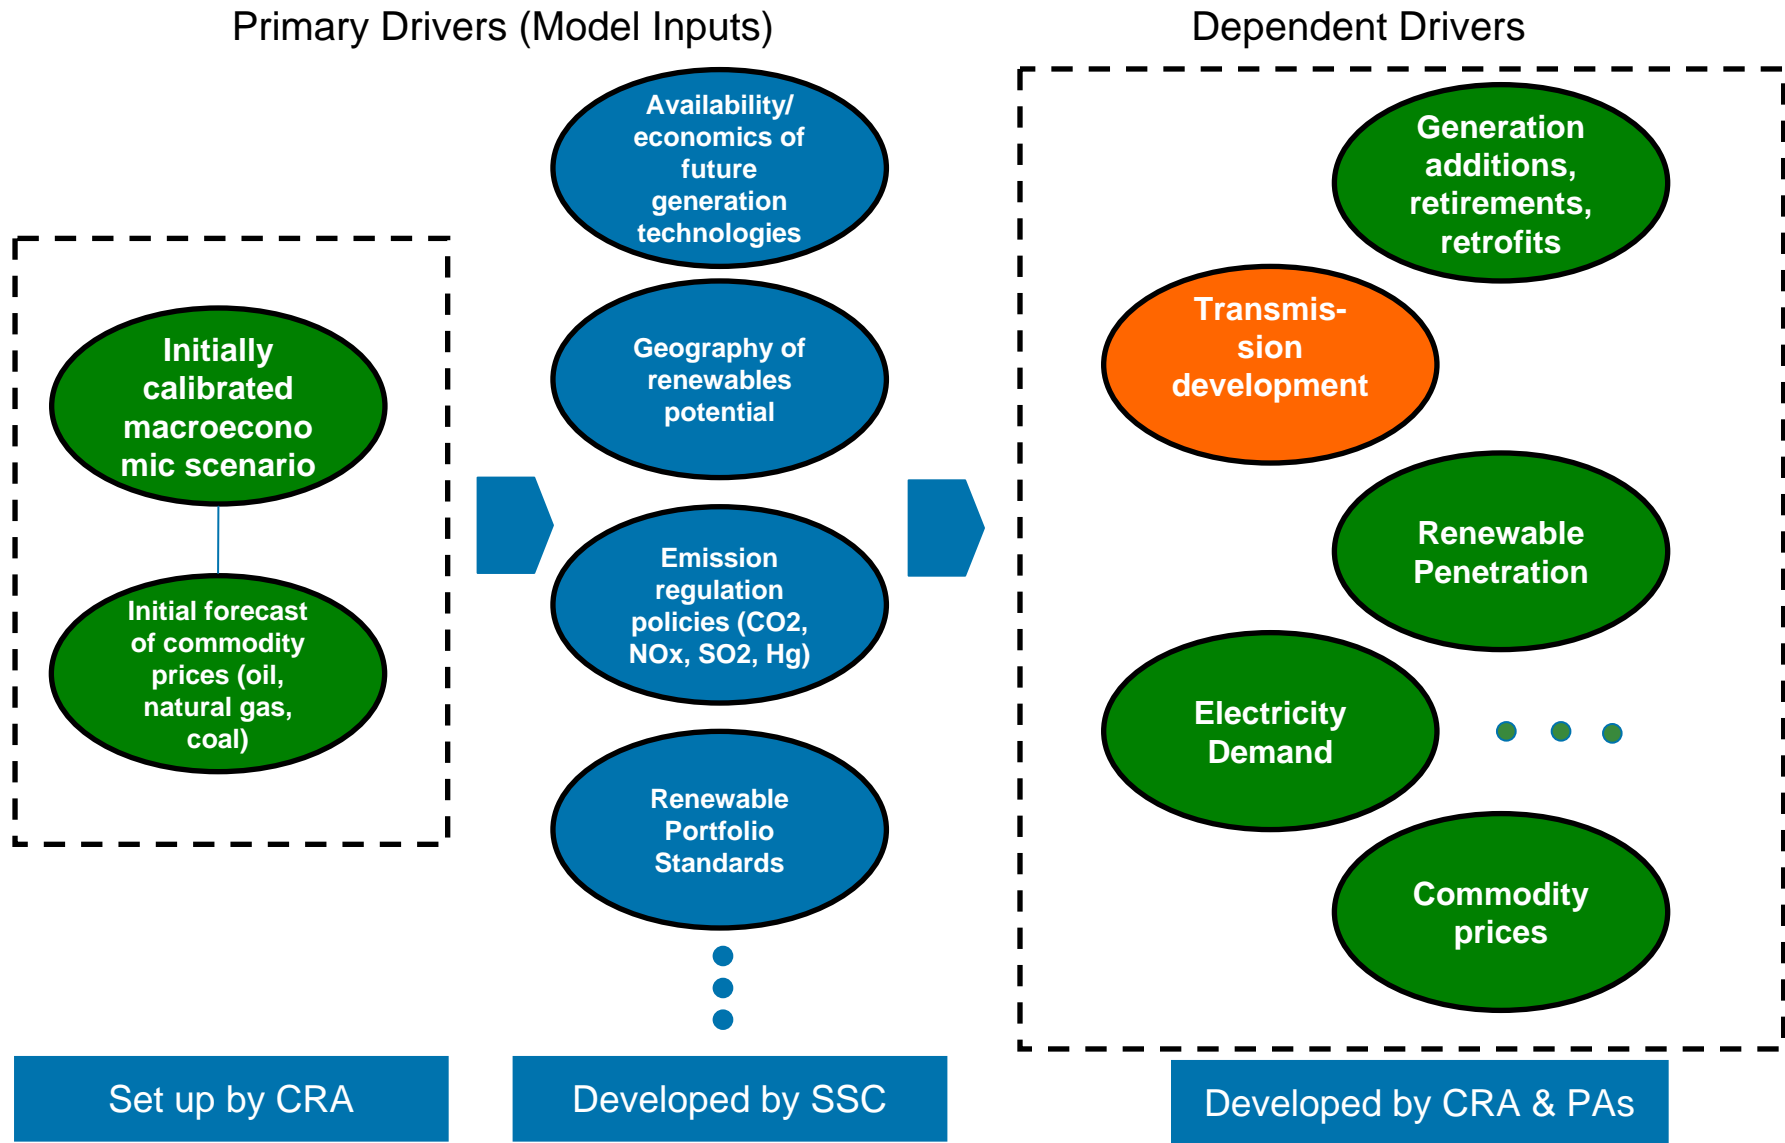 Primary Drivers (Model Inputs)
Dependent Drivers
Initially
calibrated
macroecono
mic scenario
Initial forecast
of commodity
prices (oil,
natural gas,
coal)
Availability/
economics of
future
generation
technologies
Geography of
renewables
potential
Emission
regulation
policies (CO2,
NOx, SO2, Hg)
Renewable
Portfolio
Standards
Generation
additions,
retirements,
retrofits
Transmis-
sion
development
Renewable
Penetration
Electricity
Demand
Commodity
prices
Set up by CRA
Developed by SSC
Developed by CRA & PAs